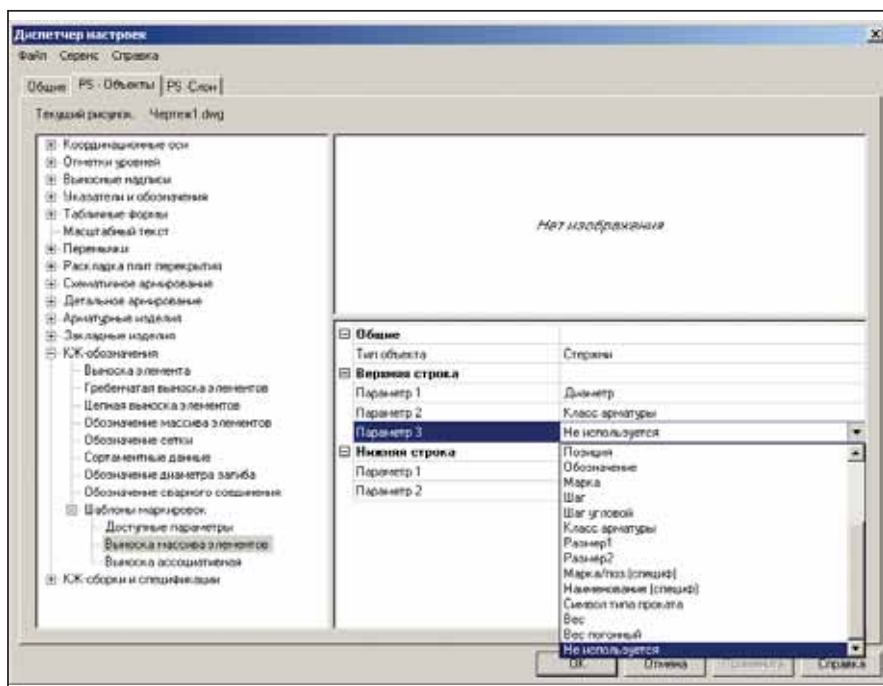 Диспетчер настроек
Файл Сервис Справка
Общие PS - Объекты PS Слои
Текущий рисунок. Чертеж1.dwg
Координационные оси
Отметки уровней
Выносные надписи
Указатели и обозначения
Табличные формы
Масштабный текст
Перемычки
Раскладка плит перекрытия
Схематичное армирование
Детальное армирование
Арматурные изделия
Закладные изделия
КЖ-обозначения
Выноска элемента
Гребенчатая выноска элементов
Цепная выноска элементов
Обозначение массива элементов
Обозначение сетки
Сортаментные данные
Обозначение диаметра загиба
Обозначение сварного соединения
Шаблоны маркировок
Доступные параметры
Выноска массива элементов
Выноска ассоциативная
КЖ-сборки и спецификации
Нет изображения
Общие
Тип объекта Стержни
Верхняя строка
Параметр 1 Диаметр
Параметр 2 Класс арматуры
Параметр 3 Не используется
Нижняя строка
Параметр 1
Параметр 2
Позиция
Обозначение
Марка
Шаг
Шаг угловой
Класс арматуры
Размер1
Размер2
Марка/поз.(специф)
Наименование (специф)
Символ типа проката
Вес
Вес погонный
Не используется
OK Отмена Применить Справка